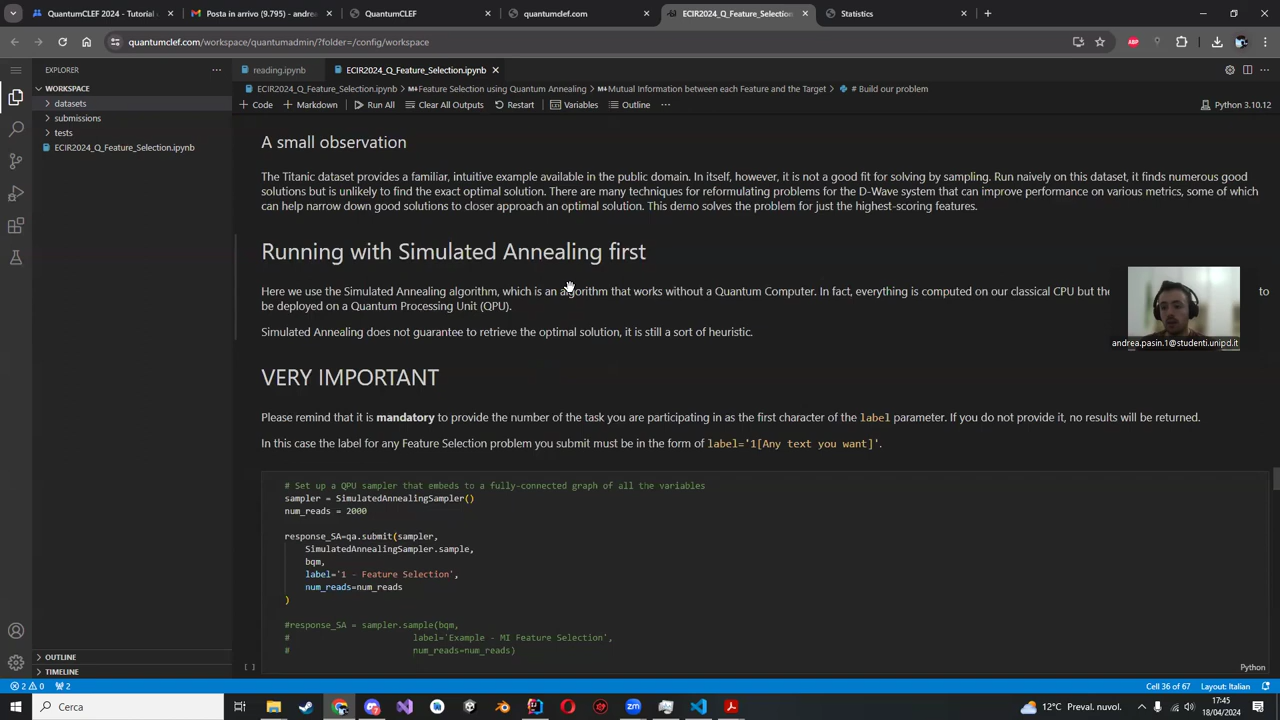 QuantumCLEF 2024 - Tutorial
Posta in arrivo (9.795) - andrea
QuantumCLEF
quantumclef.com
ECIR2024_Q_Feature_Selection.
Statistics
quantumclef.com/workspace/quantumadmin/?folder=/config/workspace
EXPLORER
reading.ipynb
ECIR2024_Q_Feature_Selection.ipynb
WORKSPACE
ECIR2024_Q_Feature_Selection.ipynb > Feature Selection using Quantum Annealing > Mutual Information between each Feature and the Target > # Build our problem
datasets
Code
Markdown
Run All
Clear All Outputs
Restart
Variables
Outline
Python 3.10.12
submissions
tests
ECIR2024_Q_Feature_Selection.ipynb
A small observation
The Titanic dataset provides a familiar, intuitive example available in the public domain. In itself, however, it is not a good fit for solving by sampling. Run naively on this dataset, it finds numerous good
solutions but is unlikely to find the exact optimal solution. There are many techniques for reformulating problems for the D-Wave system that can improve performance on various metrics, some of which
can help narrow down good solutions to closer approach an optimal solution. This demo solves the problem for just the highest-scoring features.
Running with Simulated Annealing first
Here we use the Simulated Annealing algorithm, which is an algorithm that works without a Quantum Computer. In fact, everything is computed on our classical CPU but the to
be deployed on a Quantum Processing Unit (QPU).
Simulated Annealing does not guarantee to retrieve the optimal solution, it is still a sort of heuristic.
andrea.pasin.1@studenti.unipd.it
VERY IMPORTANT
Please remind that it is mandatory to provide the number of the task you are participating in as the first character of the label parameter. If you do not provide it, no results will be returned.
In this case the label for any Feature Selection problem you submit must be in the form of label='1[Any text you want]'.
# Set up a QPU sampler that embeds to a fully-connected graph of all the variables
sampler = SimulatedAnnealingSampler()
num_reads = 2000
response_SA=qa.submit(sampler,
SimulatedAnnealingSampler.sample,
bqm,
label='1 - Feature Selection',
num_reads=num_reads
)
#response_SA = sampler.sample(bqm,
# label='Example - MI Feature Selection',
# num_reads=num_reads)
[ ]
Python
OUTLINE
TIMELINE
2 0 2
Cell 36 of 67
Layout: Italian
Cerca
12°C Preval. nuvol.
17:45
18/04/2024